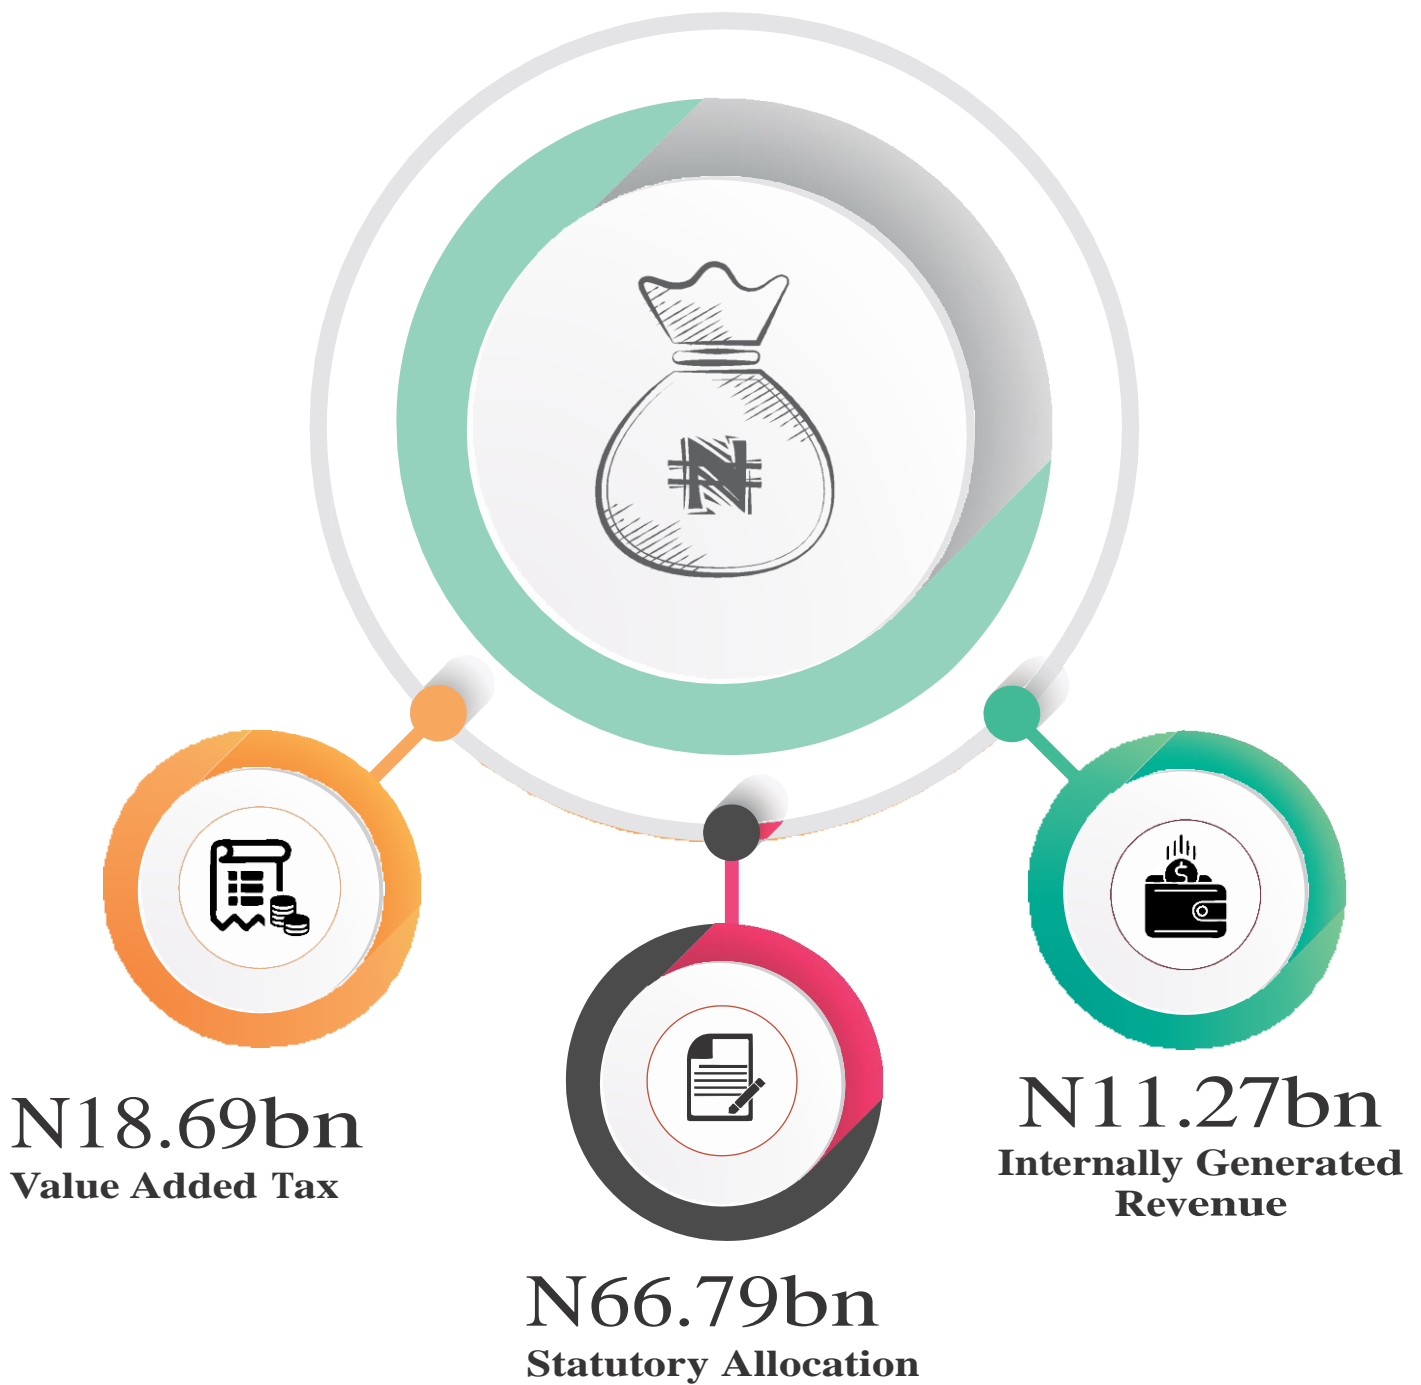 ₦
$
N18.69bn
Value Added Tax
N66.79bn
Statutory Allocation
N11.27bn
Internally Generated
Revenue